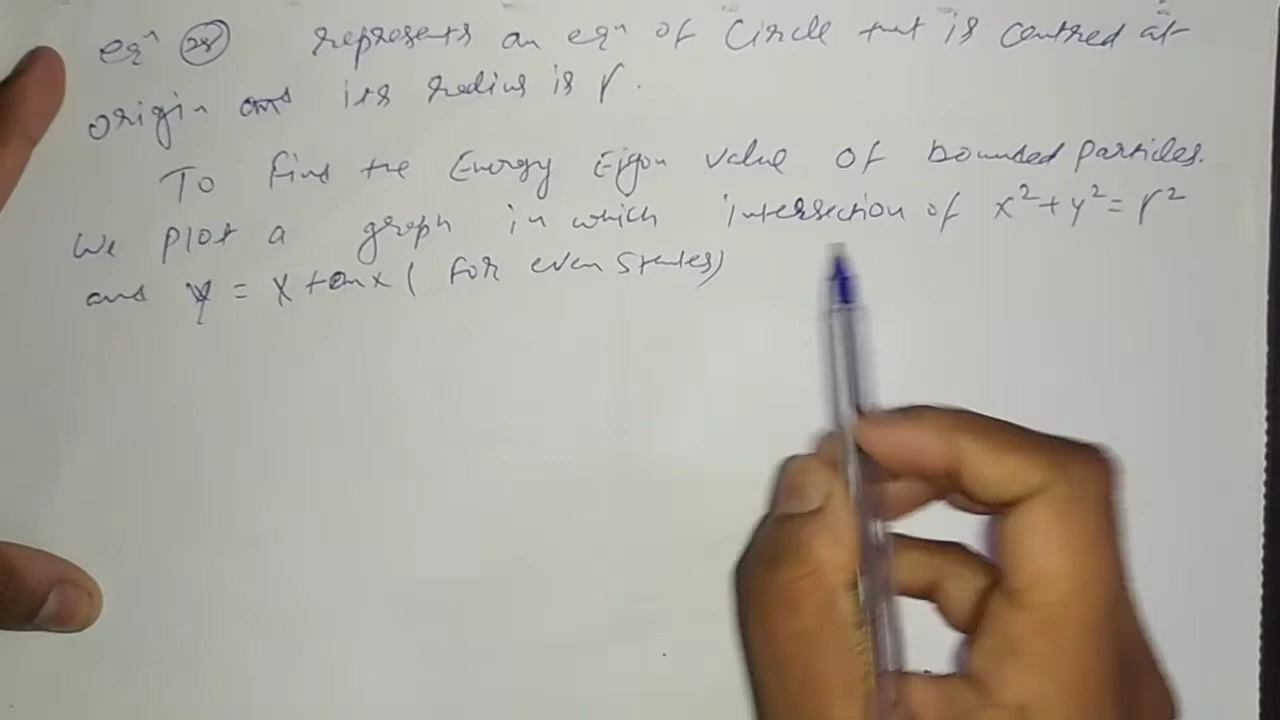 eqn (28) represents an eqn of circle that is centred at
origin and its radius is r.
To find the Energy Eigen value of bounded particles.
We plot a graph in which intersection of x²+y²=r²
and y = x tan x ( for even states)